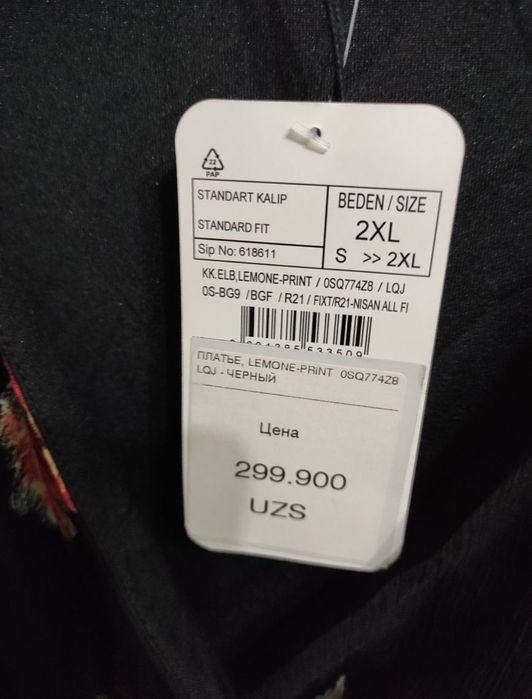 22
PAP
STANDART KALIP
STANDARD FIT
Sip No: 618611
BEDEN / SIZE
2XL
S >> 2XL
KK.ELB,LEMONE-PRINT / 0SQ774Z8 / LQJ
0S-BG9 /BGF / R21 / FIXT/R21-NISAN ALL FI
533509
ПЛАТЬЕ, LEMONE-PRINT 0SQ774Z8
LQJ - ЧЕРНЫЙ
Цена
299.900
UZS